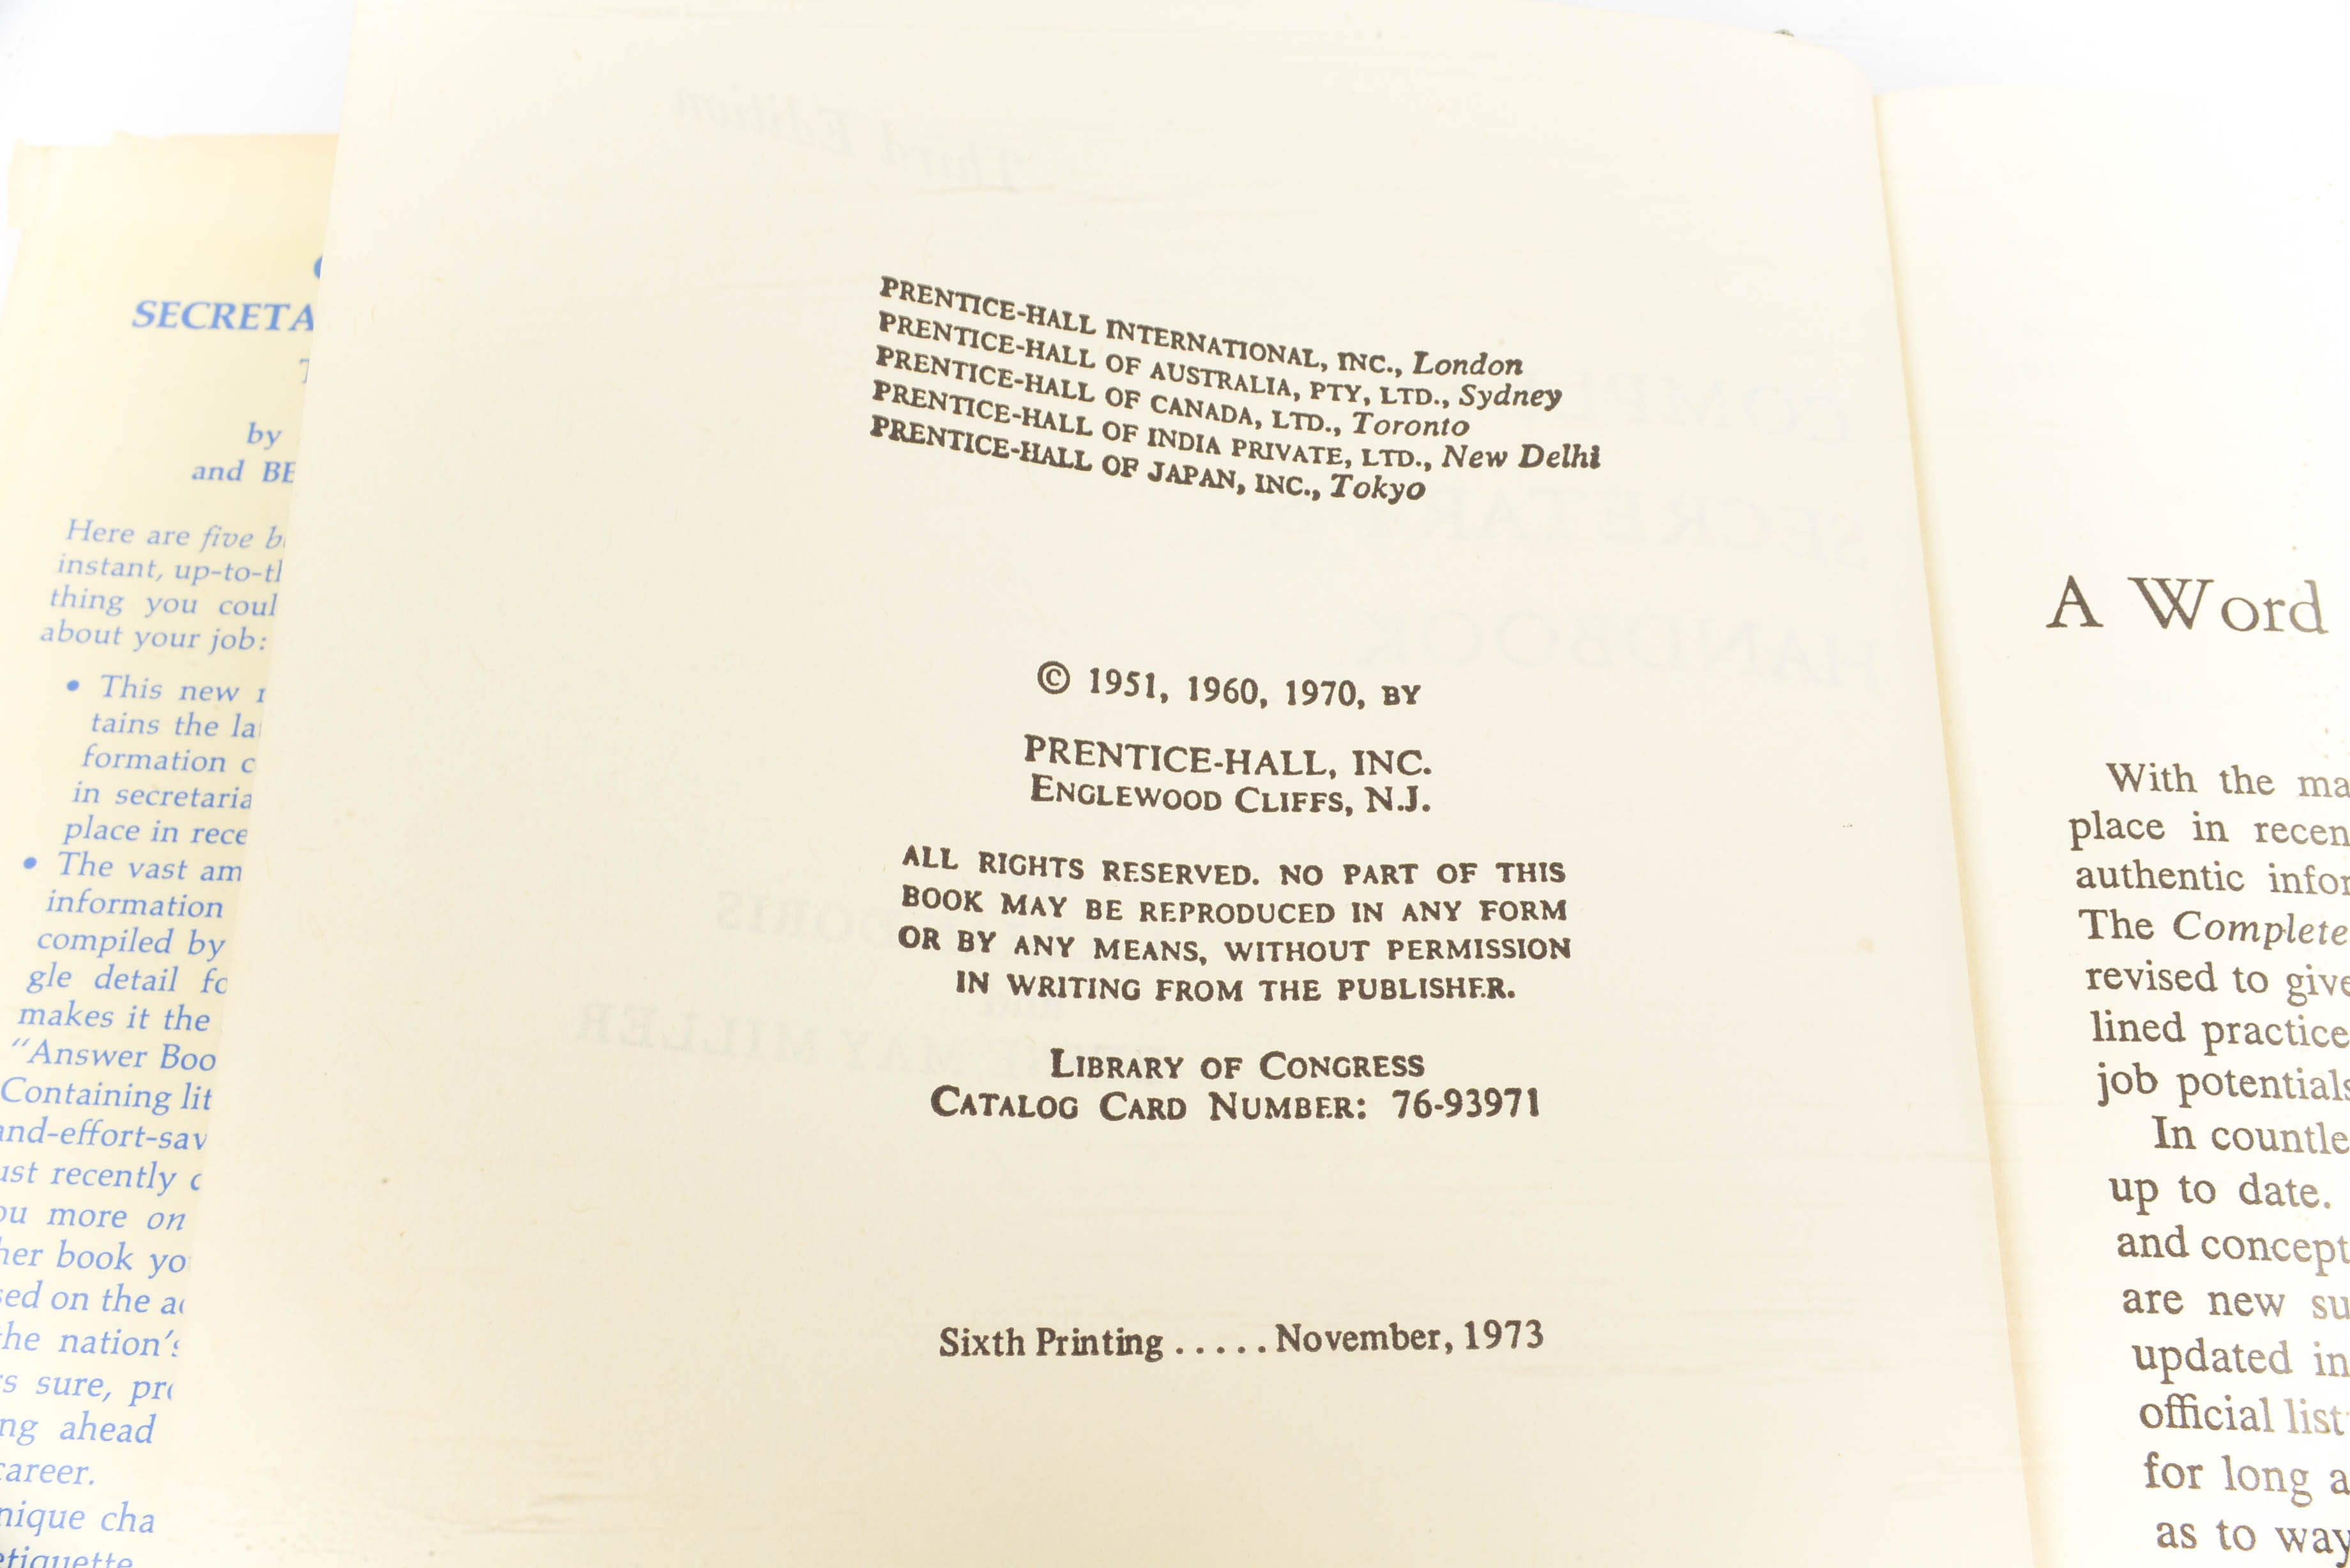 SECRETA
by
and BE
Here are five
instant, up-to-
thing you coul
about your job:
• This new
tains the la
formation c
in secretaria
place in rece
• The vast am
information
compiled by
gle detail fo
makes it the
"Answer Boo
Containing lit
and-effort-sav
ust recently
ou more on
her book yo
sed on the
the nation's
s sure, pro
ng ahead
career.
nique cha
etiquette
Third Edition
PRENTICE-HALL INTERNATIONAL, INC., London
PRENTICE-HALL OF AUSTRALIA, PTY, LTD., Sydney
PRENTICE-HALL OF CANADA, LTD., Toronto
PRENTICE-HALL OF INDIA PRIVATE, LTD., New Delhi
PRENTICE-HALL OF JAPAN, INC., Tokyo
© 1951, 1960, 1970, BY
PRENTICE-HALL, INC.
ENGLEWOOD CLIFFS, N.J.
ALL RIGHTS RESERVED. NO PART OF THIS
BOOK MAY BE REPRODUCED IN ANY FORM
OR BY ANY MEANS, WITHOUT PERMISSION
IN WRITING FROM THE PUBLISHER.
LIBRARY OF CONGRESS
CATALOG CARD NUMBER: 76-93971
Sixth Printing . . . . . November, 1973
A Word
With the ma
place in recen
authentic infor
The Complete
revised to give
lined practice
job potentials
In countle
up to date.
and concept
are new su
updated in
official list
for long a
as to way